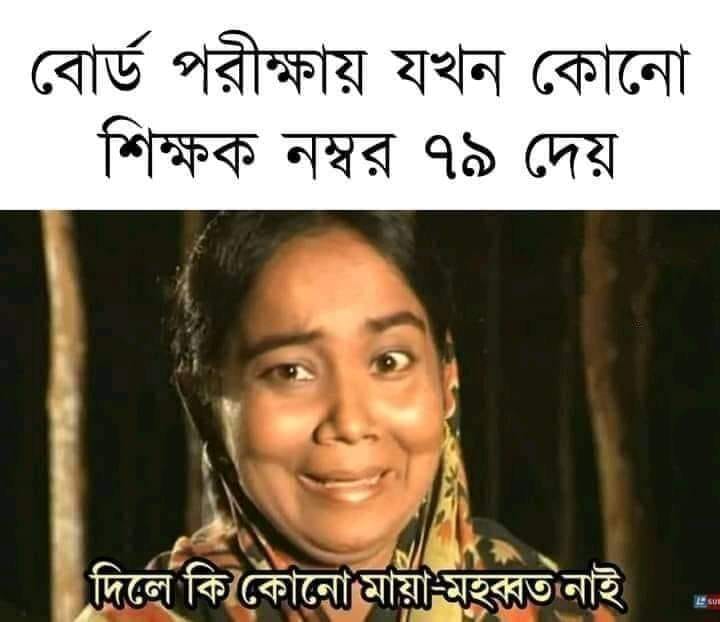 বোর্ড পরীক্ষায় যখন কোনো
শিক্ষক নম্বর ৭৯ দেয়
দিলে কি কোনো মায়া-মহব্বত নাই